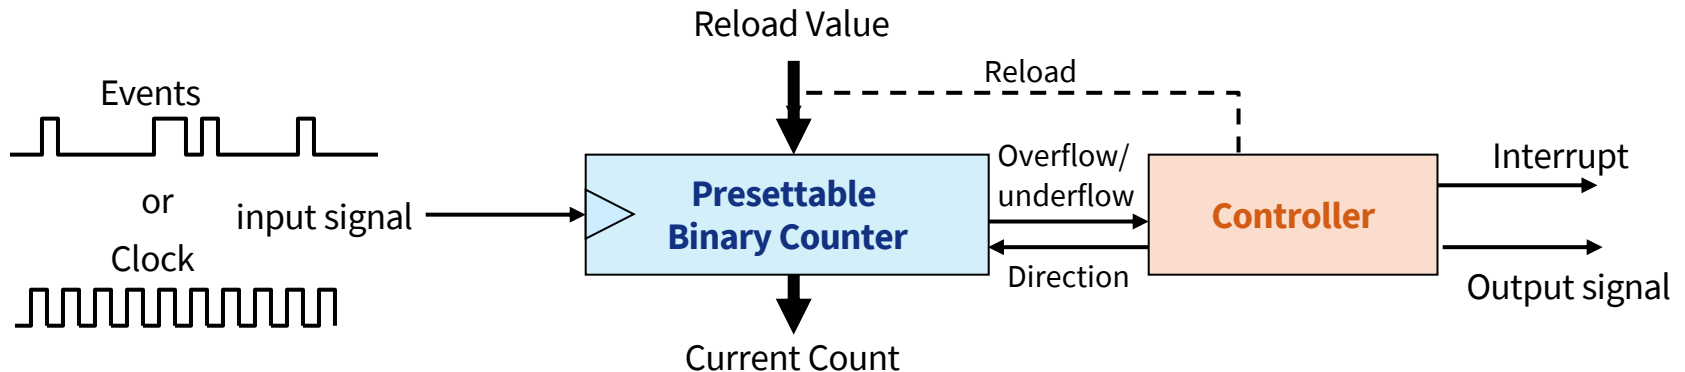 Reload Value
Reload
Events
or
input signal
Clock
Presettable
Binary Counter
Overflow/
underflow
Direction
Controller
Interrupt
Output signal
Current Count